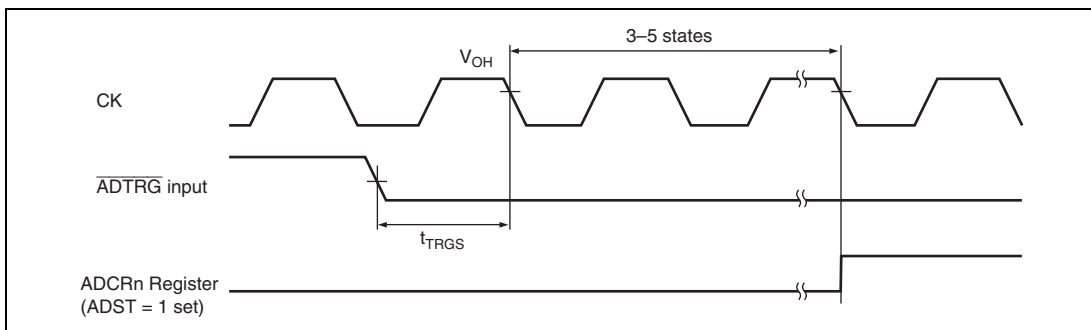 3–5 states
VOH
CK
ADTRG input
tTRGS
ADCRn Register
(ADST = 1 set)